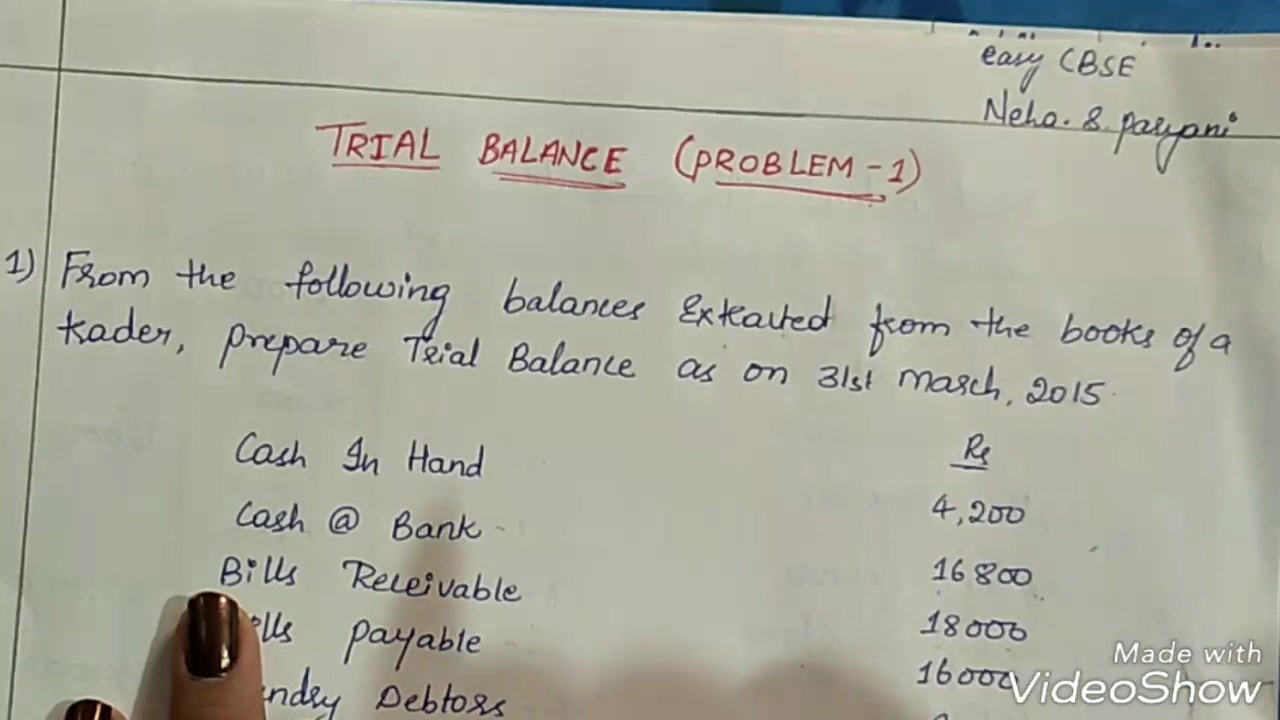 easy CBSE
Neha. S. Paryani
TRIAL BALANCE (PROBLEM - 1)
1) From the following balances Extracted from the books of a
trader, prepare Trial Balance as on 31st March, 2015.
Rs
Cash In Hand 4,200
Cash @ Bank 16800
Bills Receivable 18000
payable 16000
Debtors
Made with
VideoShow